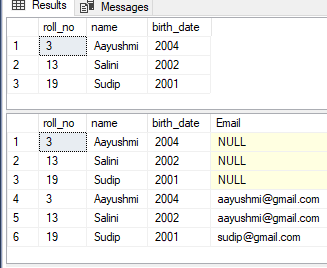 Results Messages
roll_no name birth_date
1 3 Aayushmi 2004
2 13 Salini 2002
3 19 Sudip 2001
roll_no name birth_date Email
1 3 Aayushmi 2004 NULL
2 13 Salini 2002 NULL
3 19 Sudip 2001 NULL
4 3 Aayushmi 2004 aayushmi@gmail.com
5 13 Salini 2002 aayushmi@gmail.com
6 19 Sudip 2001 sudip@gmail.com